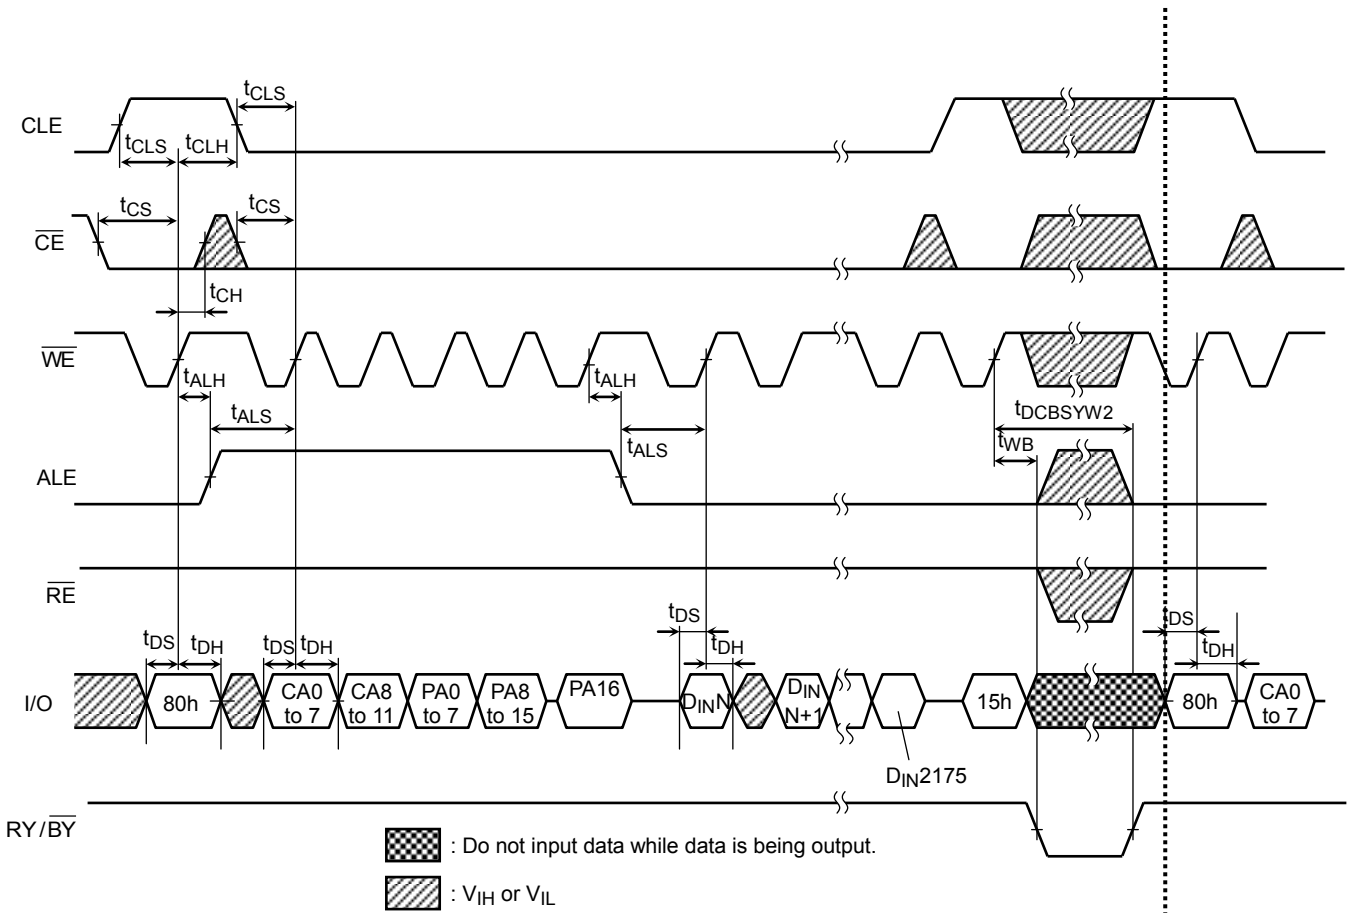 tCLS
CLE
tCLS tCLH
tCS tCS
CE
tCH
WE
tALH tALH
tALS tALS
tDCBSYW2
tWB
ALE
RE
tDS tDH tDS tDH tDS tDH DS tDH
I/O 80h CA0 to 7 CA8 to 11 PA0 to 7 PA8 to 15 PA16 DINN DIN N+1 15h 80h CA0 to 7
DIN2175
RY/BY
: Do not input data while data is being output.
: VIH or VIL